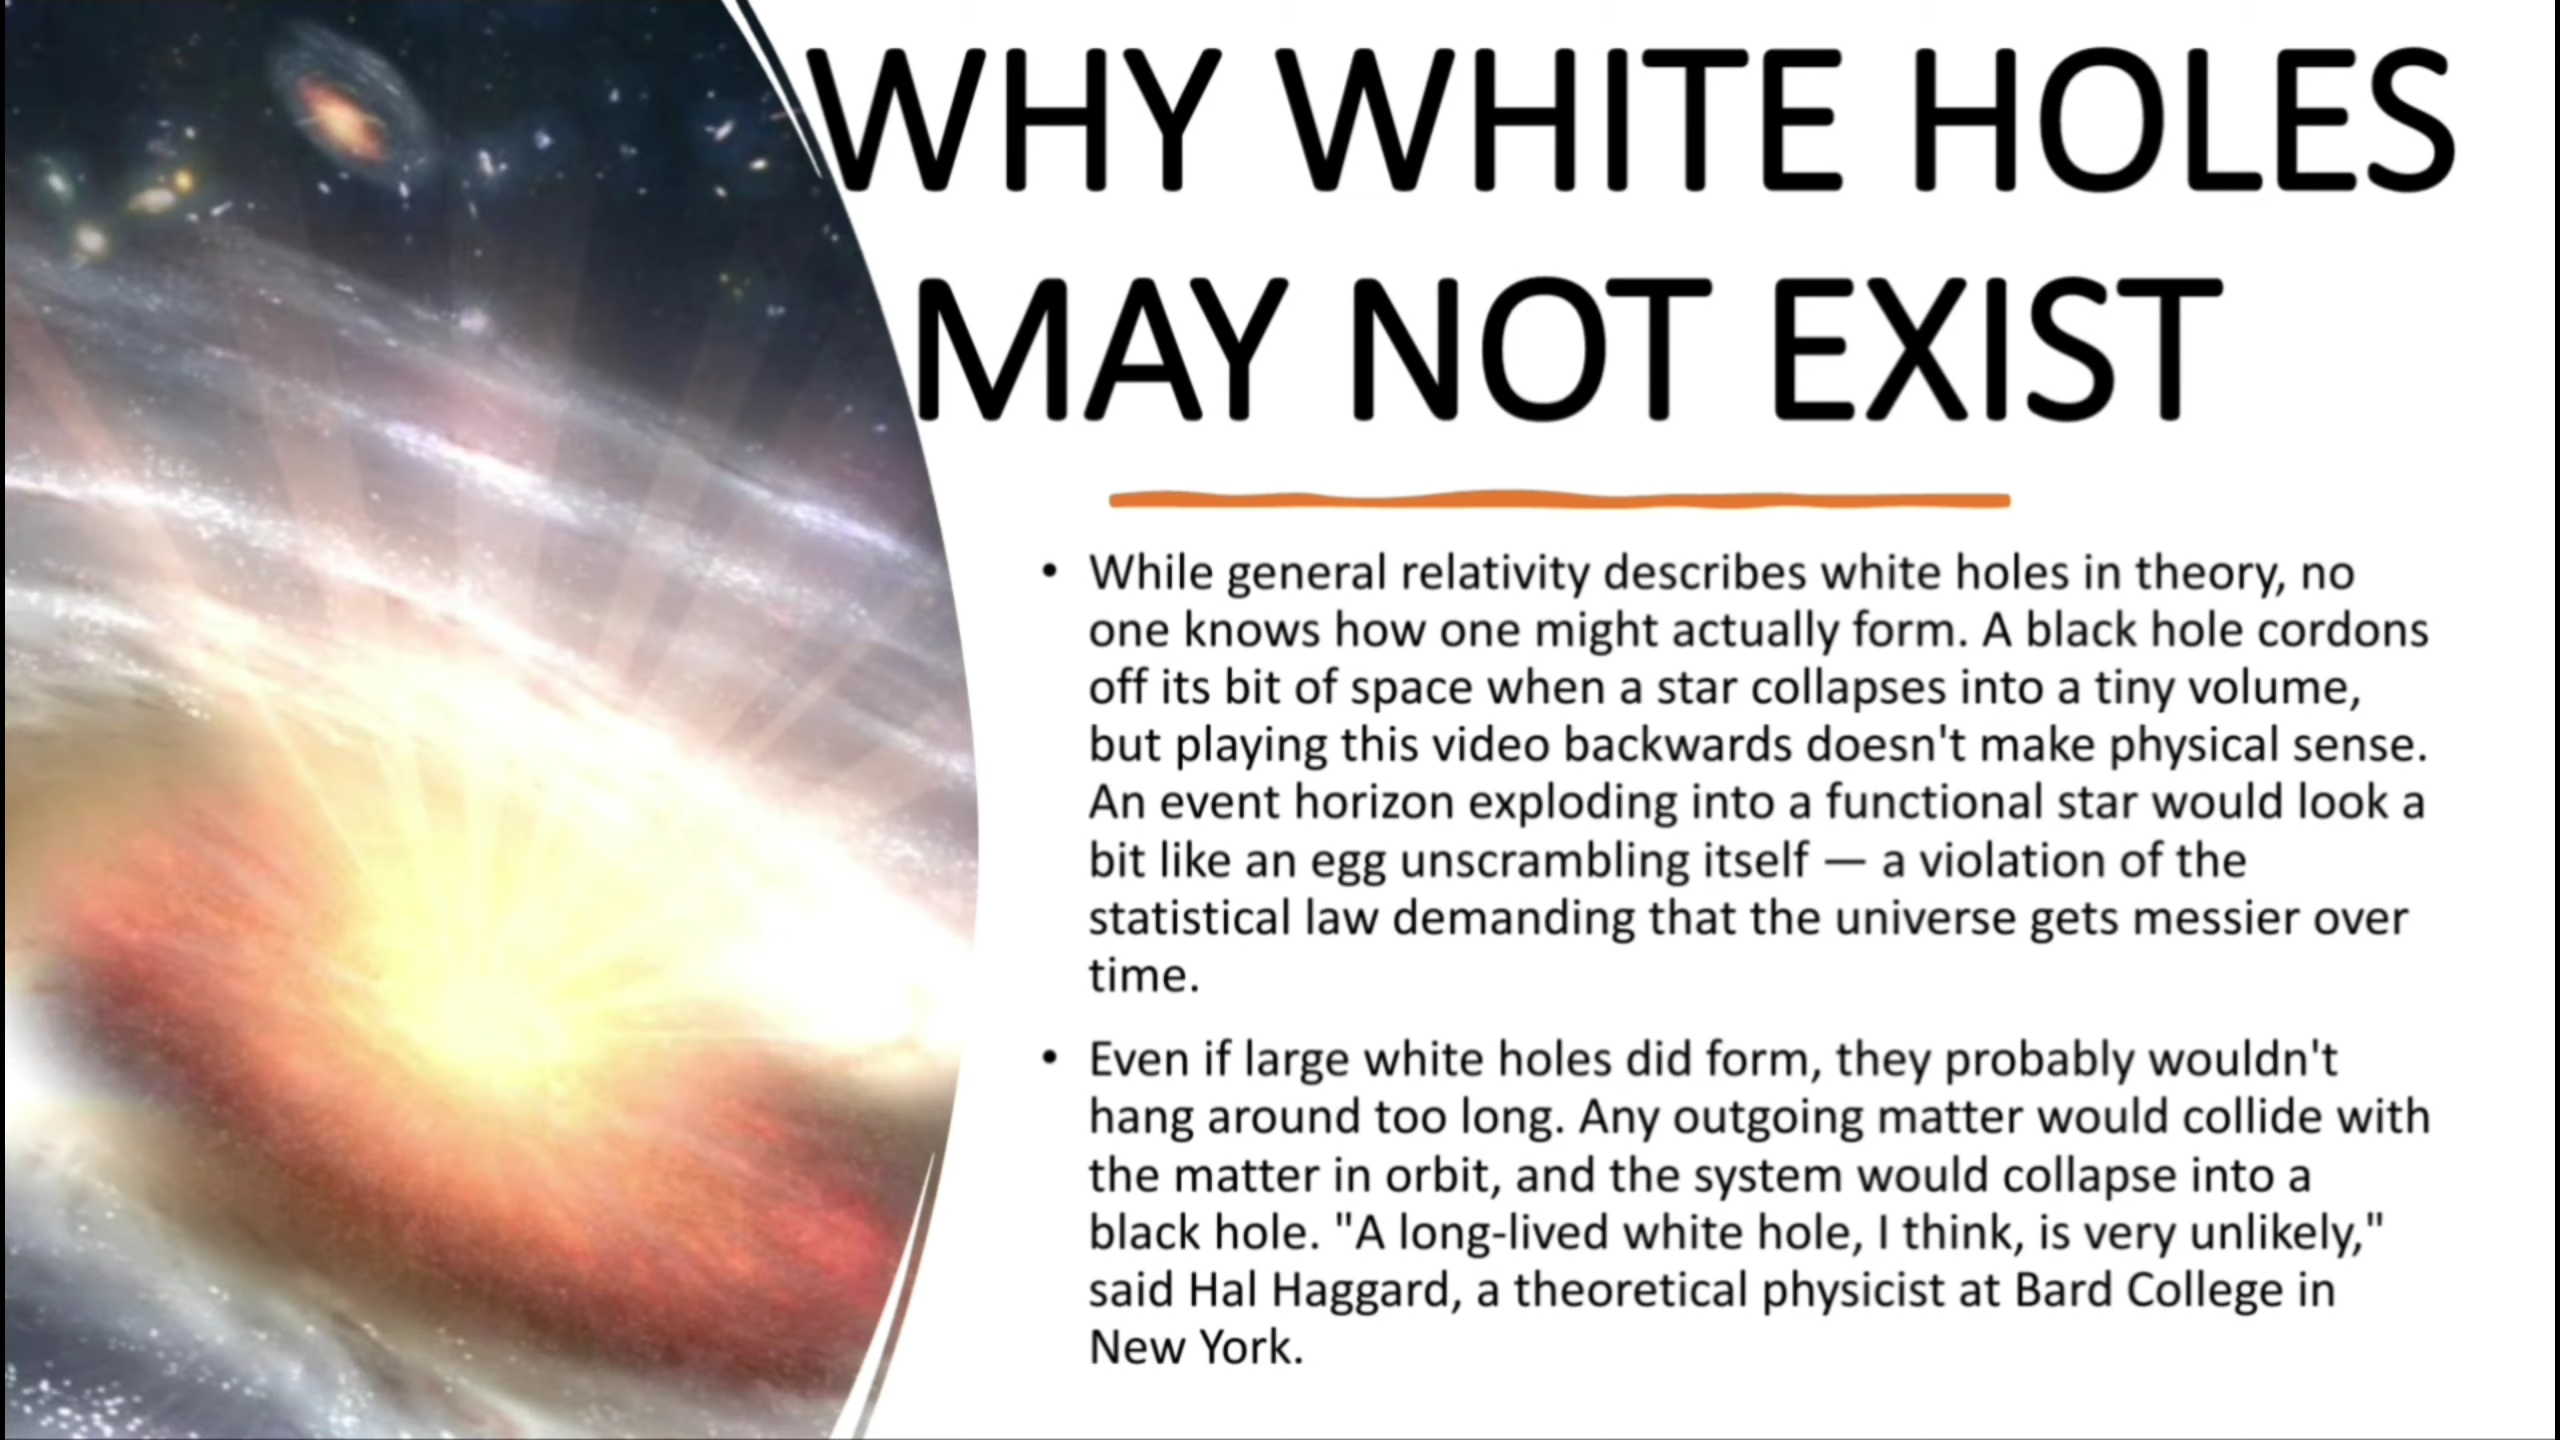 WHY WHITE HOLES
MAY NOT EXIST
• While general relativity describes white holes in theory, no
one knows how one might actually form. A black hole cordons
off its bit of space when a star collapses into a tiny volume,
but playing this video backwards doesn't make physical sense.
An event horizon exploding into a functional star would look a
bit like an egg unscrambling itself — a violation of the
statistical law demanding that the universe gets messier over
time.
• Even if large white holes did form, they probably wouldn't
hang around too long. Any outgoing matter would collide with
the matter in orbit, and the system would collapse into a
black hole. "A long-lived white hole, I think, is very unlikely,"
said Hal Haggard, a theoretical physicist at Bard College in
New York.